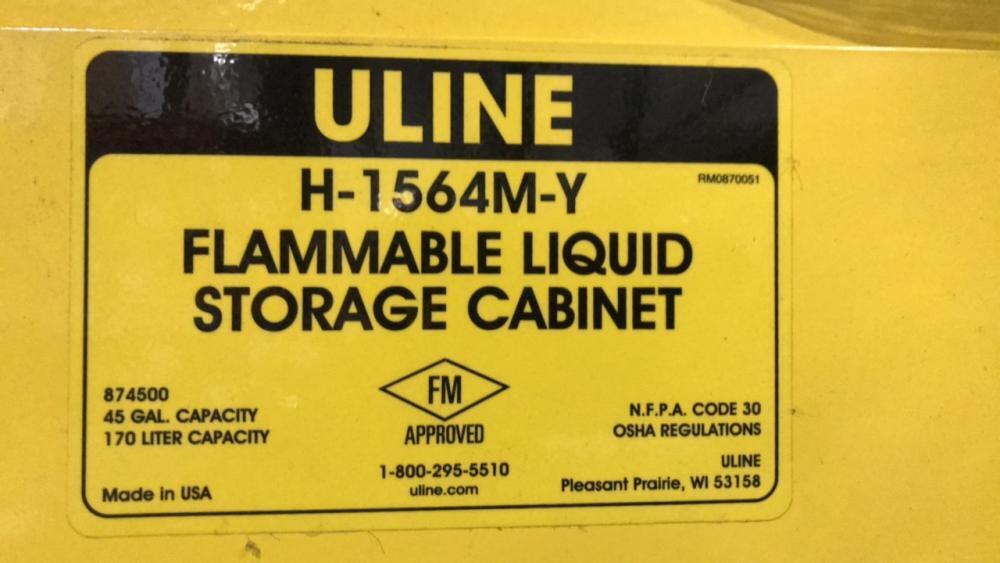 ULINE
RM0870051
H-1564M-Y
FLAMMABLE LIQUID
STORAGE CABINET
FM
APPROVED
874500
45 GAL. CAPACITY
170 LITER CAPACITY
N.F.P.A. CODE 30
OSHA REGULATIONS
1-800-295-5510
uline.com
Made in USA
ULINE
Pleasant Prairie, WI 53158